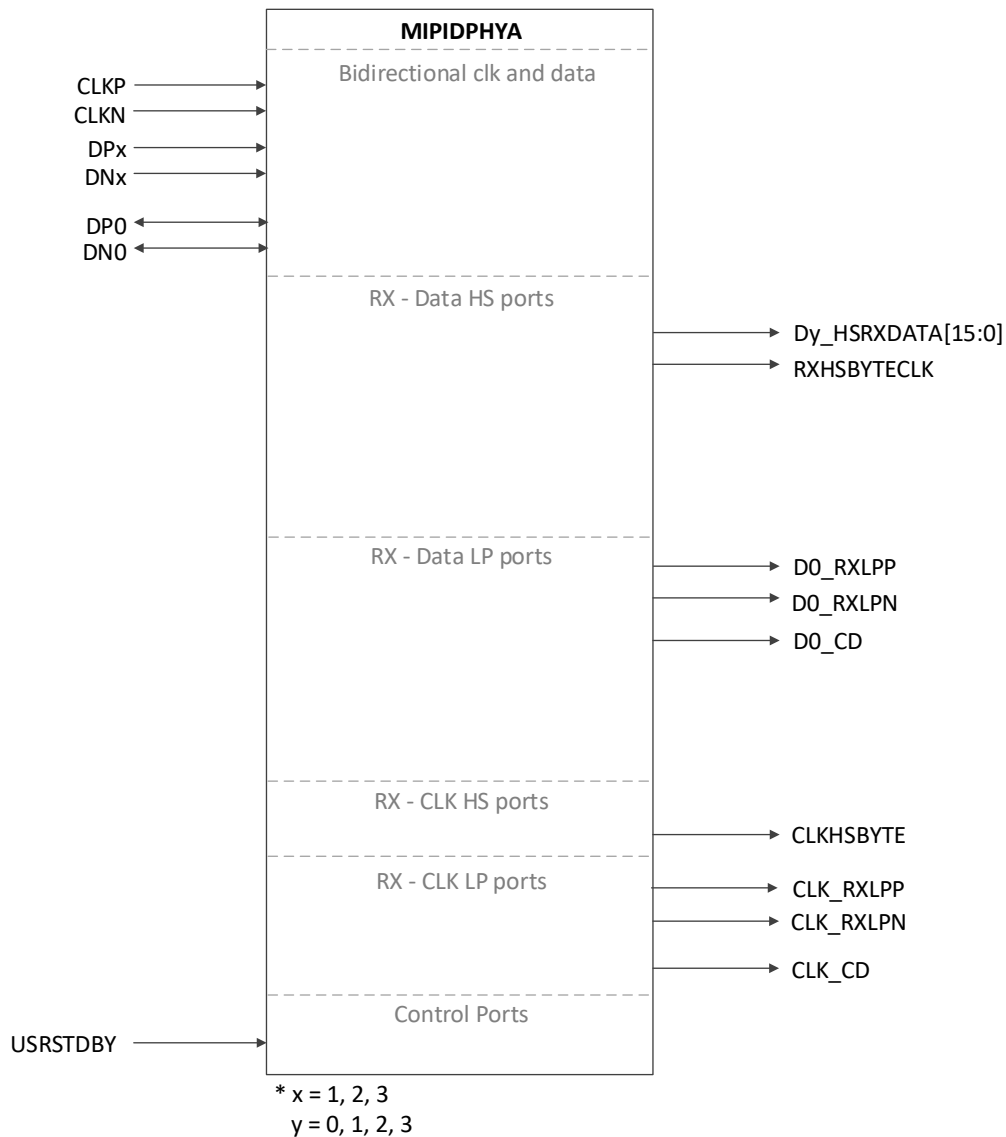 MIPIDPHYA
Bidirectional clk and data
CLKP
CLKN
DPx
DNx
DP0
DN0
RX - Data HS ports
Dy_HSRXDATA[15:0]
RXHSBYTECLK
RX - Data LP ports
D0_RXLPP
D0_RXLPN
D0_CD
RX - CLK HS ports
CLKHSBYTE
RX - CLK LP ports
CLK_RXLPP
CLK_RXLPN
CLK_CD
Control Ports
USRSTDBY
* x = 1, 2, 3
y = 0, 1, 2, 3